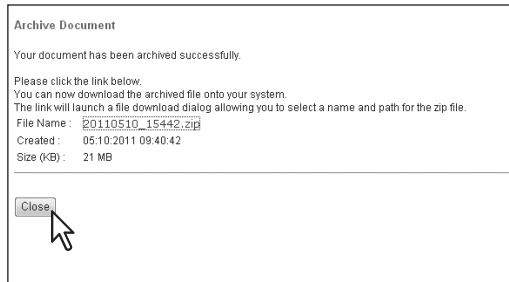 Archive Document
Your document has been archived successfully.
Please click the link below.
You can now download the archived file onto your system.
The link will launch a file download dialog allowing you to select a name and path for the zip file.
File Name : 20110510_15442.zip
Created : 05:10:2011 09:40:42
Size (KB) : 21 MB
Close